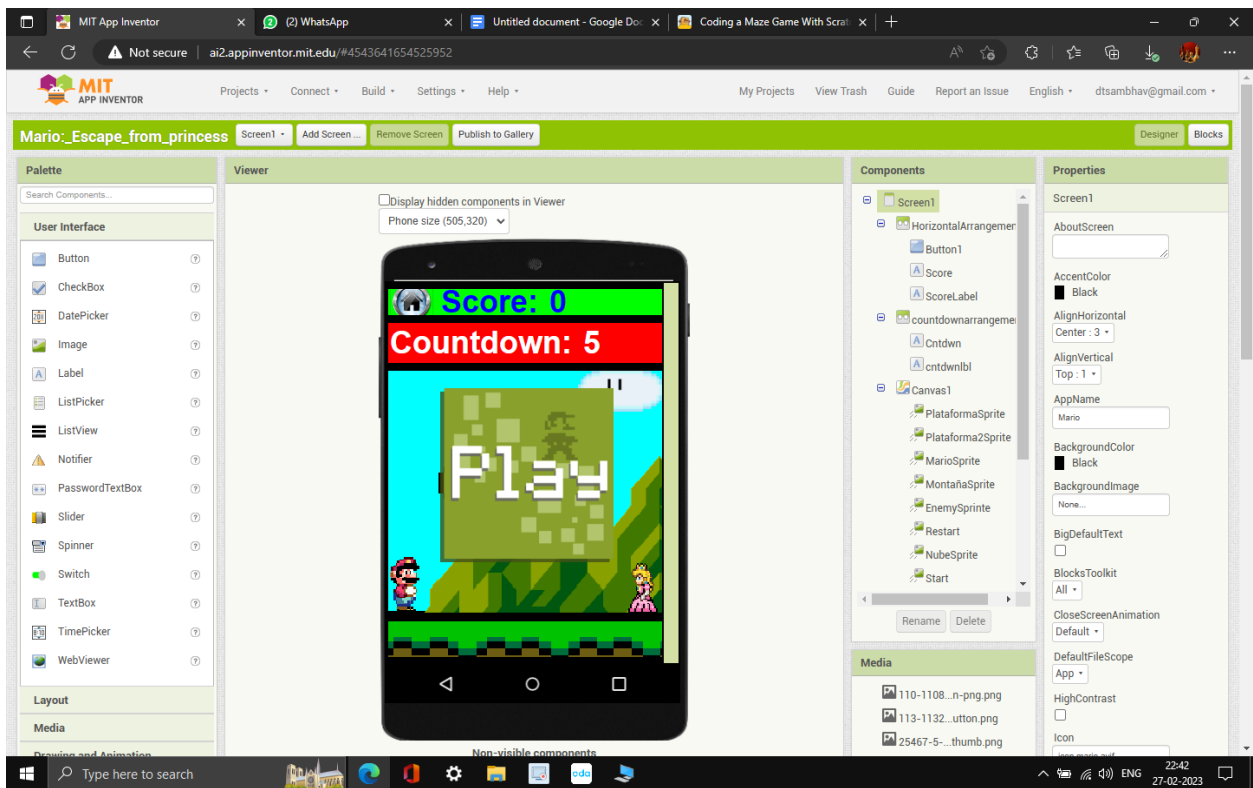 MIT App Inventor
(2) WhatsApp
Untitled document - Google Doc
Coding a Maze Game With Scrat
Not secure
ai2.appinventor.mit.edu/#4543641654525952
MIT
APP INVENTOR
Projects
Connect
Build
Settings
Help
My Projects
View Trash
Guide
Report an Issue
English
dtsambhav@gmail.com
Mario:_Escape_from_princess
Screen1
Add Screen ...
Remove Screen
Publish to Gallery
Designer
Blocks
Palette
Search Components...
User Interface
Button
CheckBox
DatePicker
Image
Label
ListPicker
ListView
Notifier
PasswordTextBox
Slider
Spinner
Switch
TextBox
TimePicker
WebViewer
Layout
Media
Drawing and Animation
Viewer
Display hidden components in Viewer
Phone size (505,320)
Score: 0
Countdown: 5
Play
Non-visible components
Components
Screen1
HorizontalArrangemen
Button1
Score
ScoreLabel
countdownarrangemen
Cntdwn
cntdwnlbl
Canvas1
PlataformaSprite
Plataforma2Sprite
MarioSprite
MontañaSprite
EnemySprinte
Restart
NubeSprite
Start
Rename
Delete
Media
110-1108...n-png.png
113-1132...utton.png
25467-5-...thumb.png
Properties
Screen1
AboutScreen
AccentColor
Black
AlignHorizontal
Center : 3
AlignVertical
Top : 1
AppName
Mario
BackgroundColor
Black
BackgroundImage
None...
BigDefaultText
BlocksToolkit
All
CloseScreenAnimation
Default
DefaultFileScope
App
HighContrast
Icon
Type here to search
ENG
22:42
27-02-2023